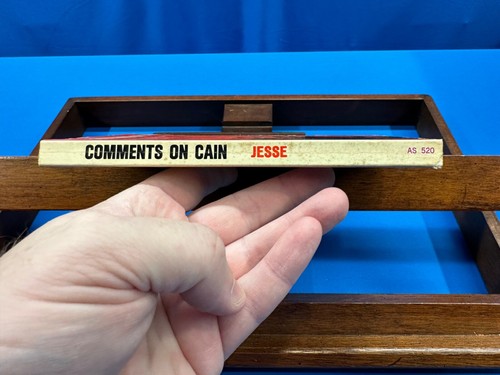 COMMENTS ON CAIN JESSE AS 520